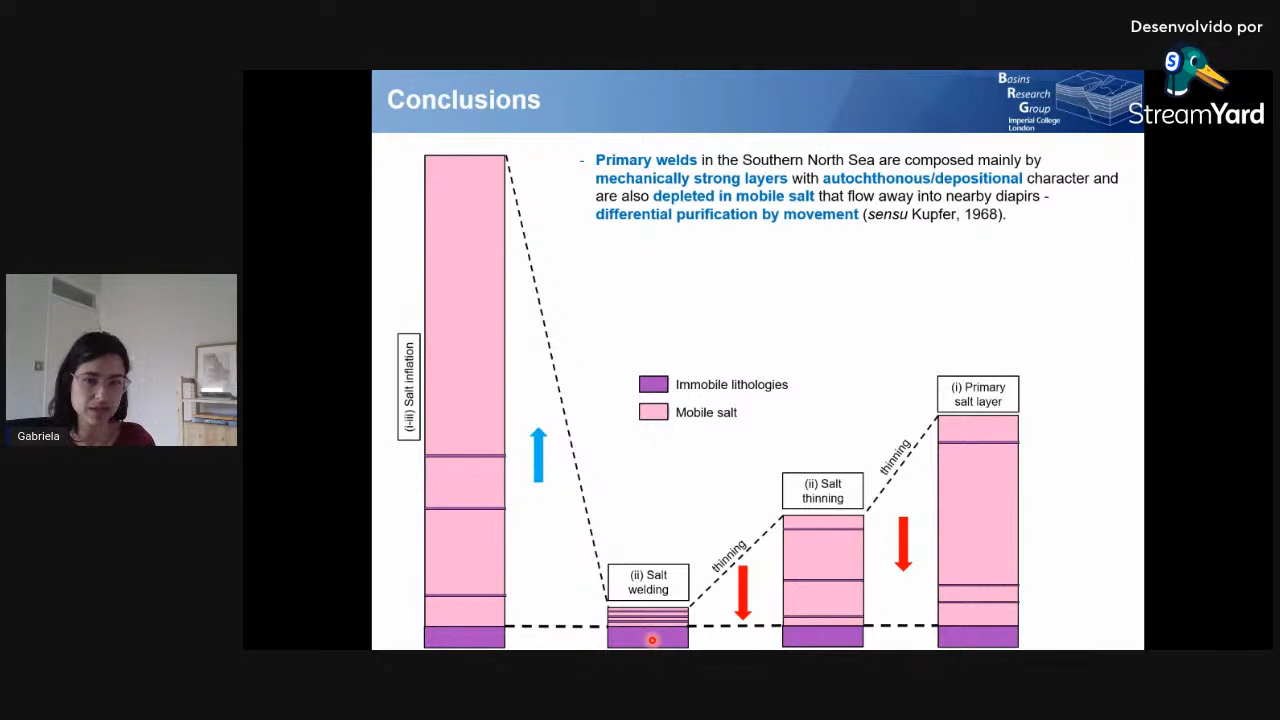 Desenvolvido por
StreamYard
Conclusions
Basins
Research
Group
Imperial College
London
- Primary welds in the Southern North Sea are composed mainly by
mechanically strong layers with autochthonous/depositional character and
are also depleted in mobile salt that flow away into nearby diapirs -
differential purification by movement (sensu Kupfer, 1968).
(i-iii) Salt inflation
Immobile lithologies
Mobile salt
(i) Primary
salt layer
thinning
(ii) Salt
thinning
thinning
(ii) Salt
welding
Gabriela
S